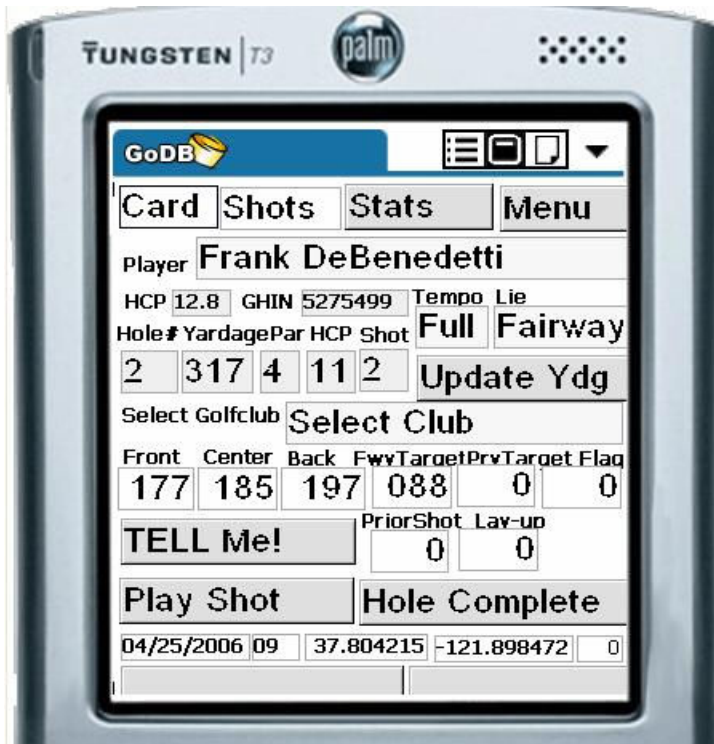 TUNGSTEN | T3
palm
GoDB
Card Shots Stats Menu
Player Frank DeBenedetti
HCP 12.8 GHIN 5275499 Tempo Lie
Full Fairway
Hole# Yardage Par HCP Shot
2 317 4 11 2 Update Ydg
Select Golfclub Select Club
Front Center Back FwyTarget PrvTarget Flag
177 185 197 088 0 0
TELL Me! PriorShot Lay-up
0 0
Play Shot Hole Complete
04/25/2006 09 37.804215 -121.898472 0